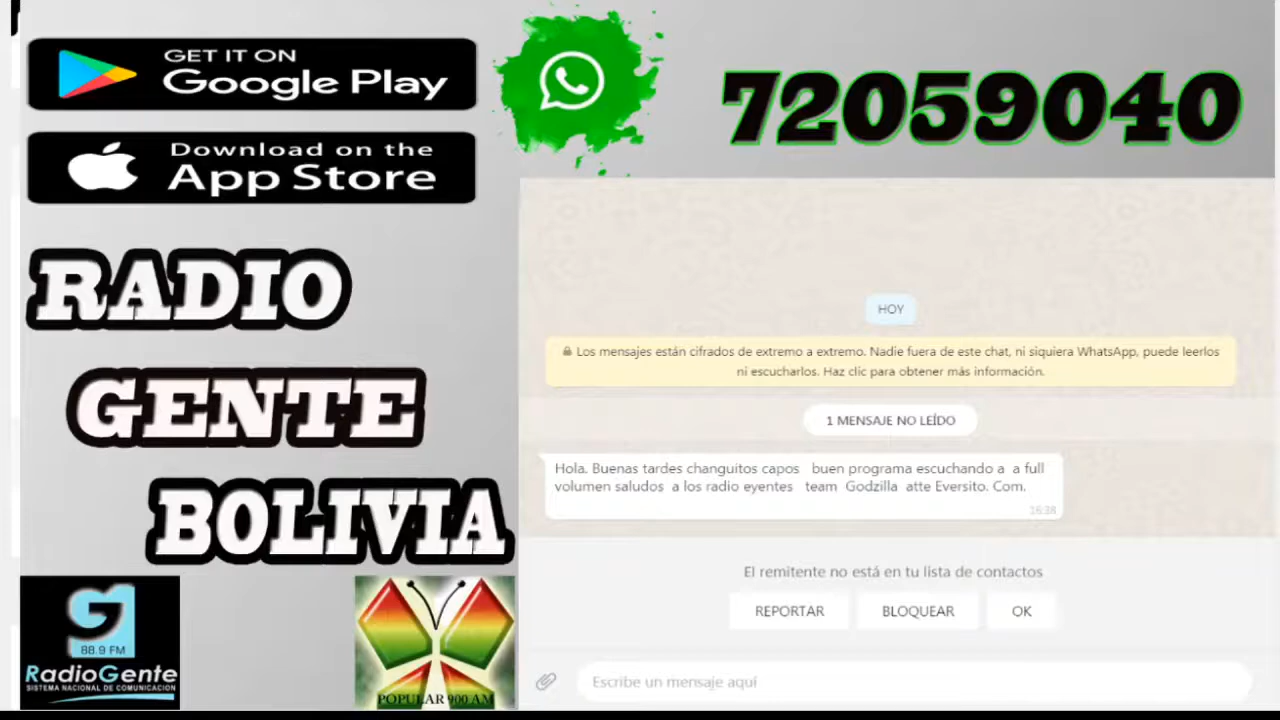 GET IT ON
Google Play
Download on the
App Store
72059040
RADIO
GENTE
BOLIVIA
88.9 FM
RadioGente
SISTEMA NACIONAL DE COMUNICACION
POPULAR 900 AM
HOY
Los mensajes están cifrados de extremo a extremo. Nadie fuera de este chat, ni siquiera WhatsApp, puede leerlos
ni escucharlos. Haz clic para obtener más información.
1 MENSAJE NO LEÍDO
Hola. Buenas tardes changuitos capos buen programa escuchando a a full
volumen saludos a los radio eyentes team Godzilla atte Eversito. Com.
16:38
El remitente no está en tu lista de contactos
REPORTAR BLOQUEAR OK
Escribe un mensaje aquí